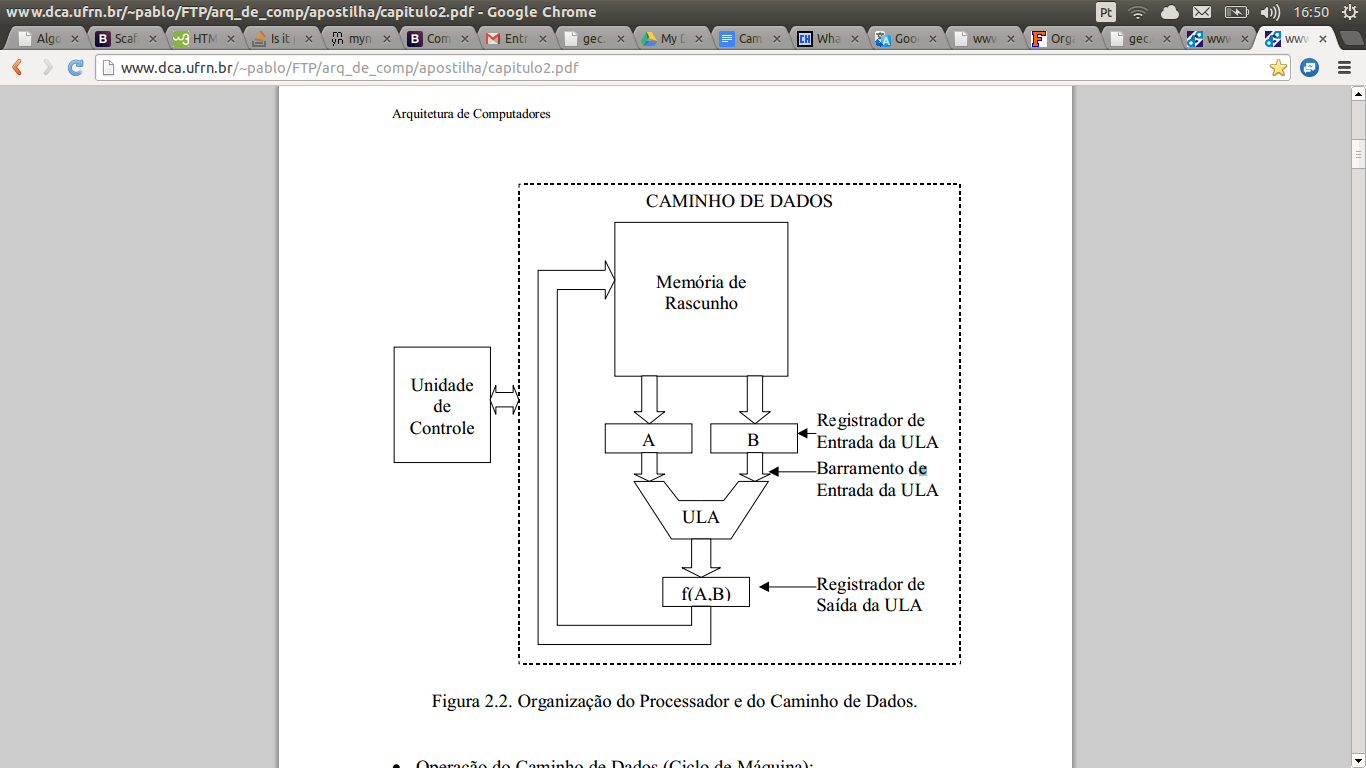 www.dca.ufrn.br/~pablo/FTP/arq_de_comp/apostilha/capitulo2.pdf - Google Chrome
Pt
16:50
Algo
Scaf
HTM
Is it
myn
Com
Entr
gec.
My D
Cam
Wha
Goo
www
Orga
gec.
www
www
www.dca.ufrn.br/~pablo/FTP/arq_de_comp/apostilha/capitulo2.pdf
Arquitetura de Computadores
CAMINHO DE DADOS
Memória de
Rascunho
Unidade
de
Controle
A
B
Registrador de
Entrada da ULA
Barramento de
Entrada da ULA
ULA
f(A,B)
Registrador de
Saída da ULA
Figura 2.2. Organização do Processador e do Caminho de Dados.
• Operação do Caminho de Dados (Ciclo de Máquina):